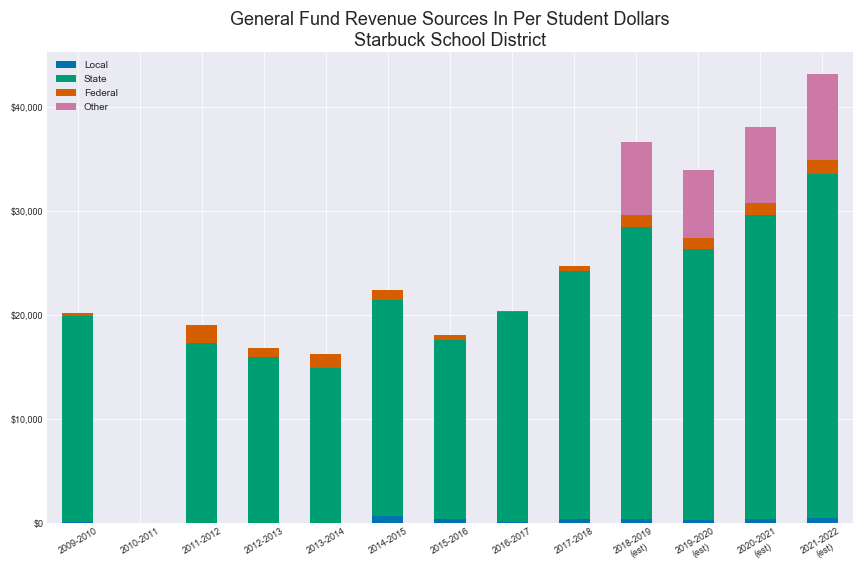 General Fund Revenue Sources In Per Student Dollars
Starbuck School District
Local
State
Federal
Other
$40,000
$30,000
$20,000
$10,000
$0
2009-2010
2010-2011
2011-2012
2012-2013
2013-2014
2014-2015
2015-2016
2016-2017
2017-2018
2018-2019
(est)
2019-2020
(est)
2020-2021
(est)
2021-2022
(est)